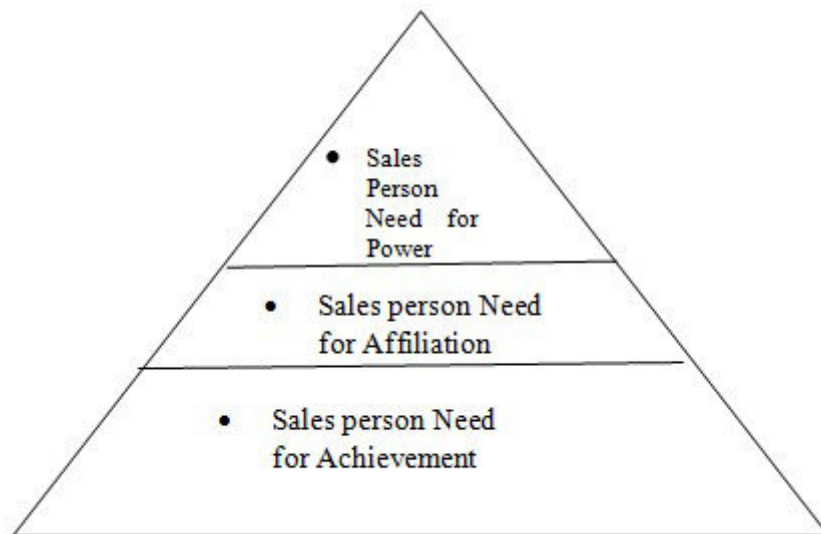 • Sales
Person
Need for
Power
• Sales person Need
for Affiliation
• Sales person Need
for Achievement